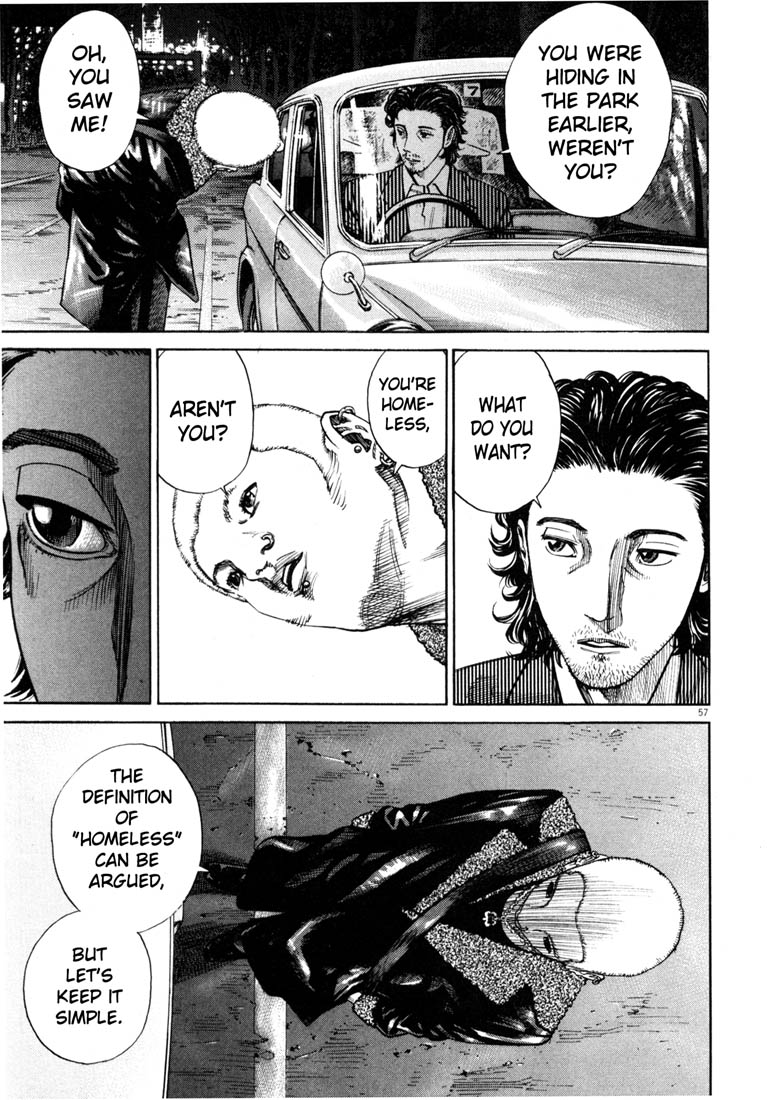 YOU WERE
HIDING IN
THE PARK
EARLIER,
WEREN'T
YOU?
OH,
YOU
SAW
ME!
7
WHAT
DO YOU
WANT?
YOU'RE
HOME-
LESS,
AREN'T
YOU?
57
THE
DEFINITION
OF
"HOMELESS"
CAN BE
ARGUED,
BUT
LET'S
KEEP IT
SIMPLE.